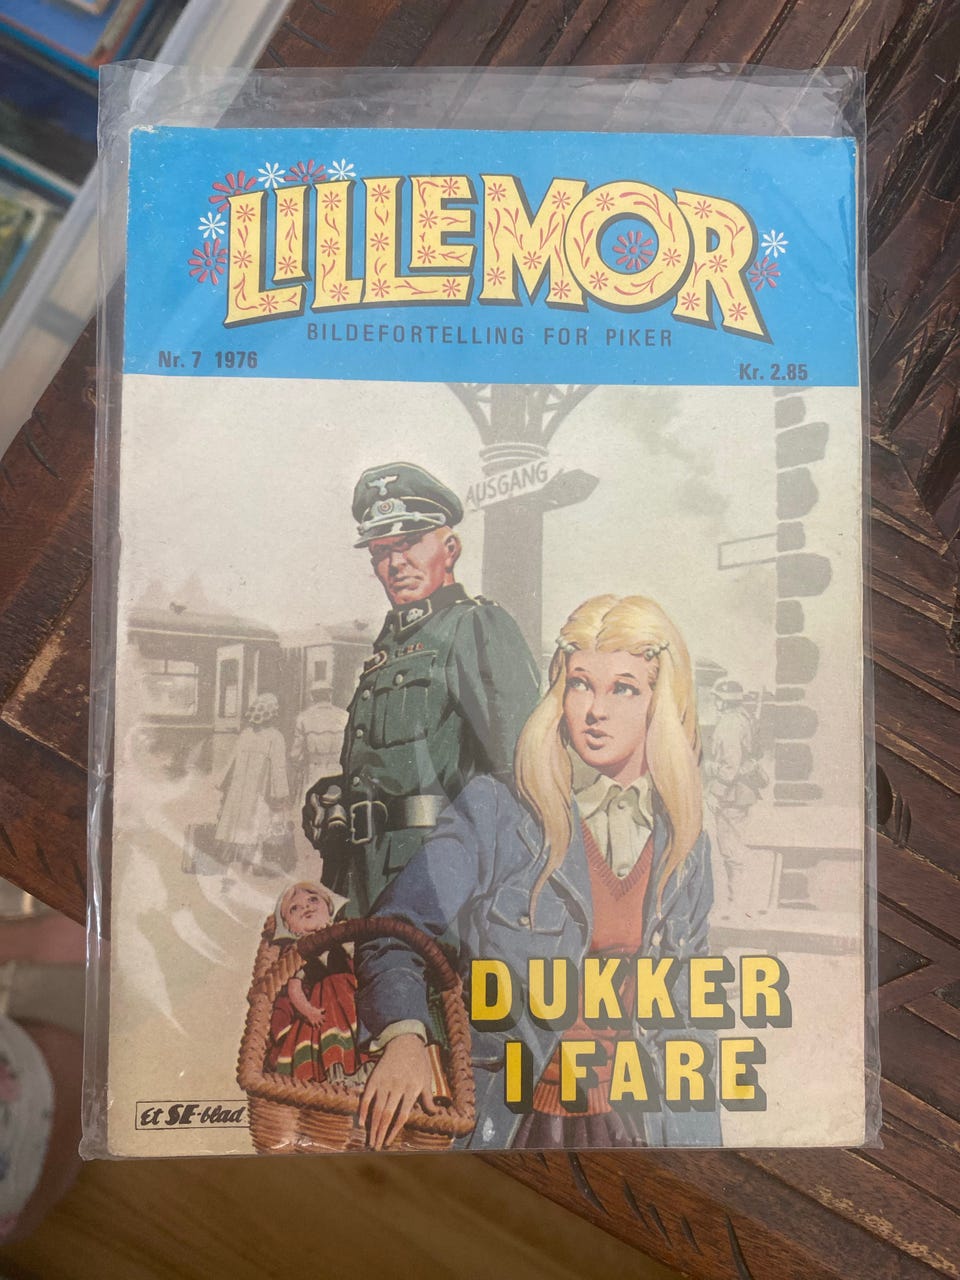 LILLEMOR
BILDEFORTELLING FOR PIKER
Nr. 7 1976
Kr. 2.85
AUSGANG
DUKKER
I FARE
Et SE-blad